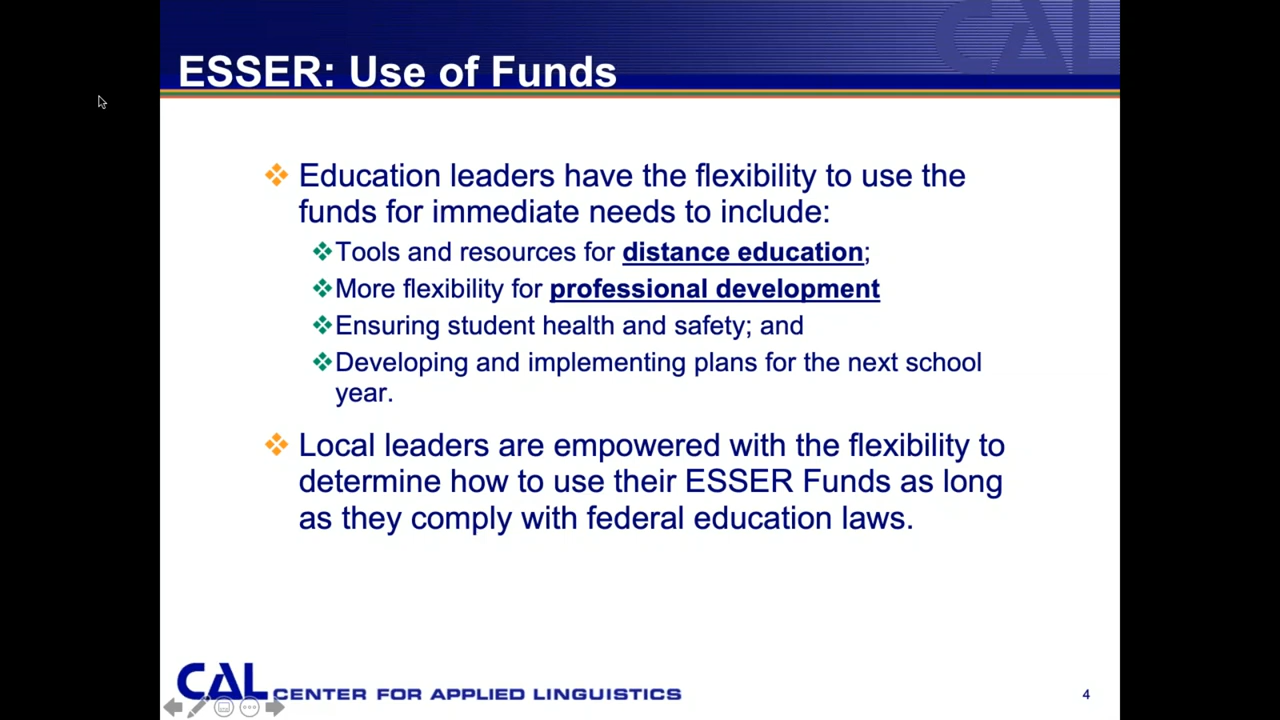 ESSER: Use of Funds
Education leaders have the flexibility to use the
funds for immediate needs to include:
Tools and resources for distance education;
More flexibility for professional development
Ensuring student health and safety; and
Developing and implementing plans for the next school
year.
Local leaders are empowered with the flexibility to
determine how to use their ESSER Funds as long
as they comply with federal education laws.
CAL CENTER FOR APPLIED LINGUISTICS
4
CAL